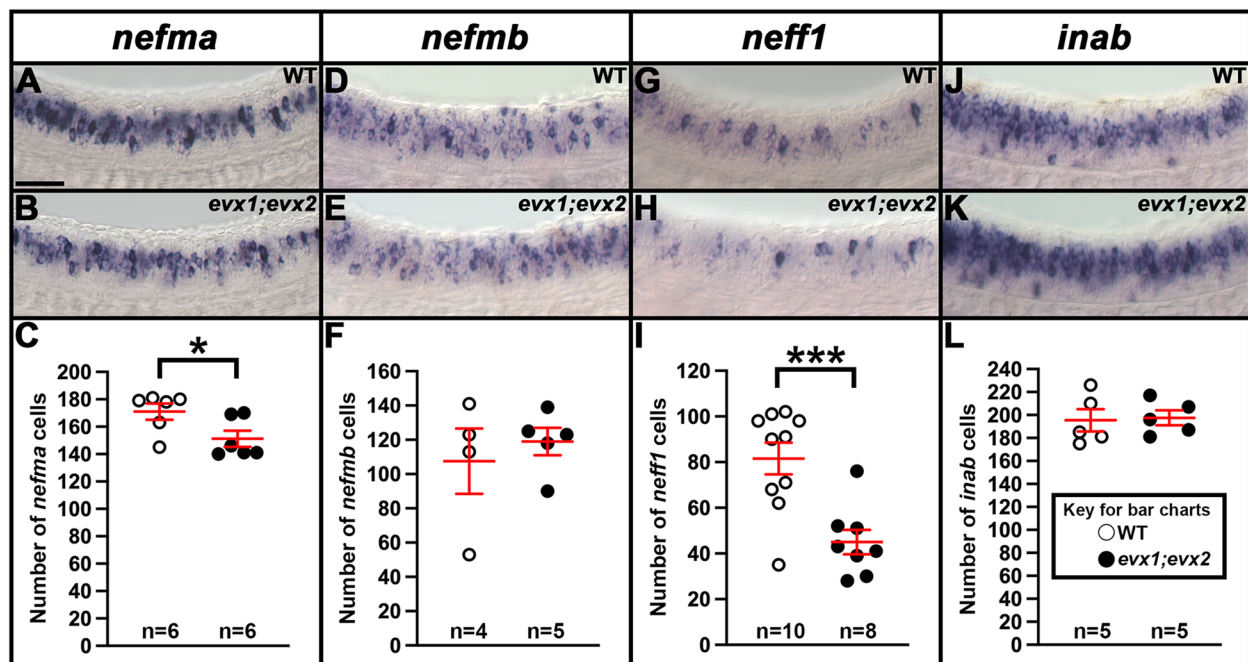 nefma nefmb neff1 inab
A WT D WT G WT J WT
B evx1;evx2 E evx1;evx2 H evx1;evx2 K evx1;evx2
C
*
Number of nefma cells
200
180
160
140
120
100
80
60
40
20
0
n=6 n=6
F
Number of nefmb cells
160
140
120
100
80
60
40
20
0
n=4 n=5
I
***
Number of neff1 cells
120
100
80
60
40
20
0
n=10 n=8
L
Number of inab cells
240
220
200
180
160
140
120
100
80
60
40
20
0
Key for bar charts
WT
evx1;evx2
n=5 n=5